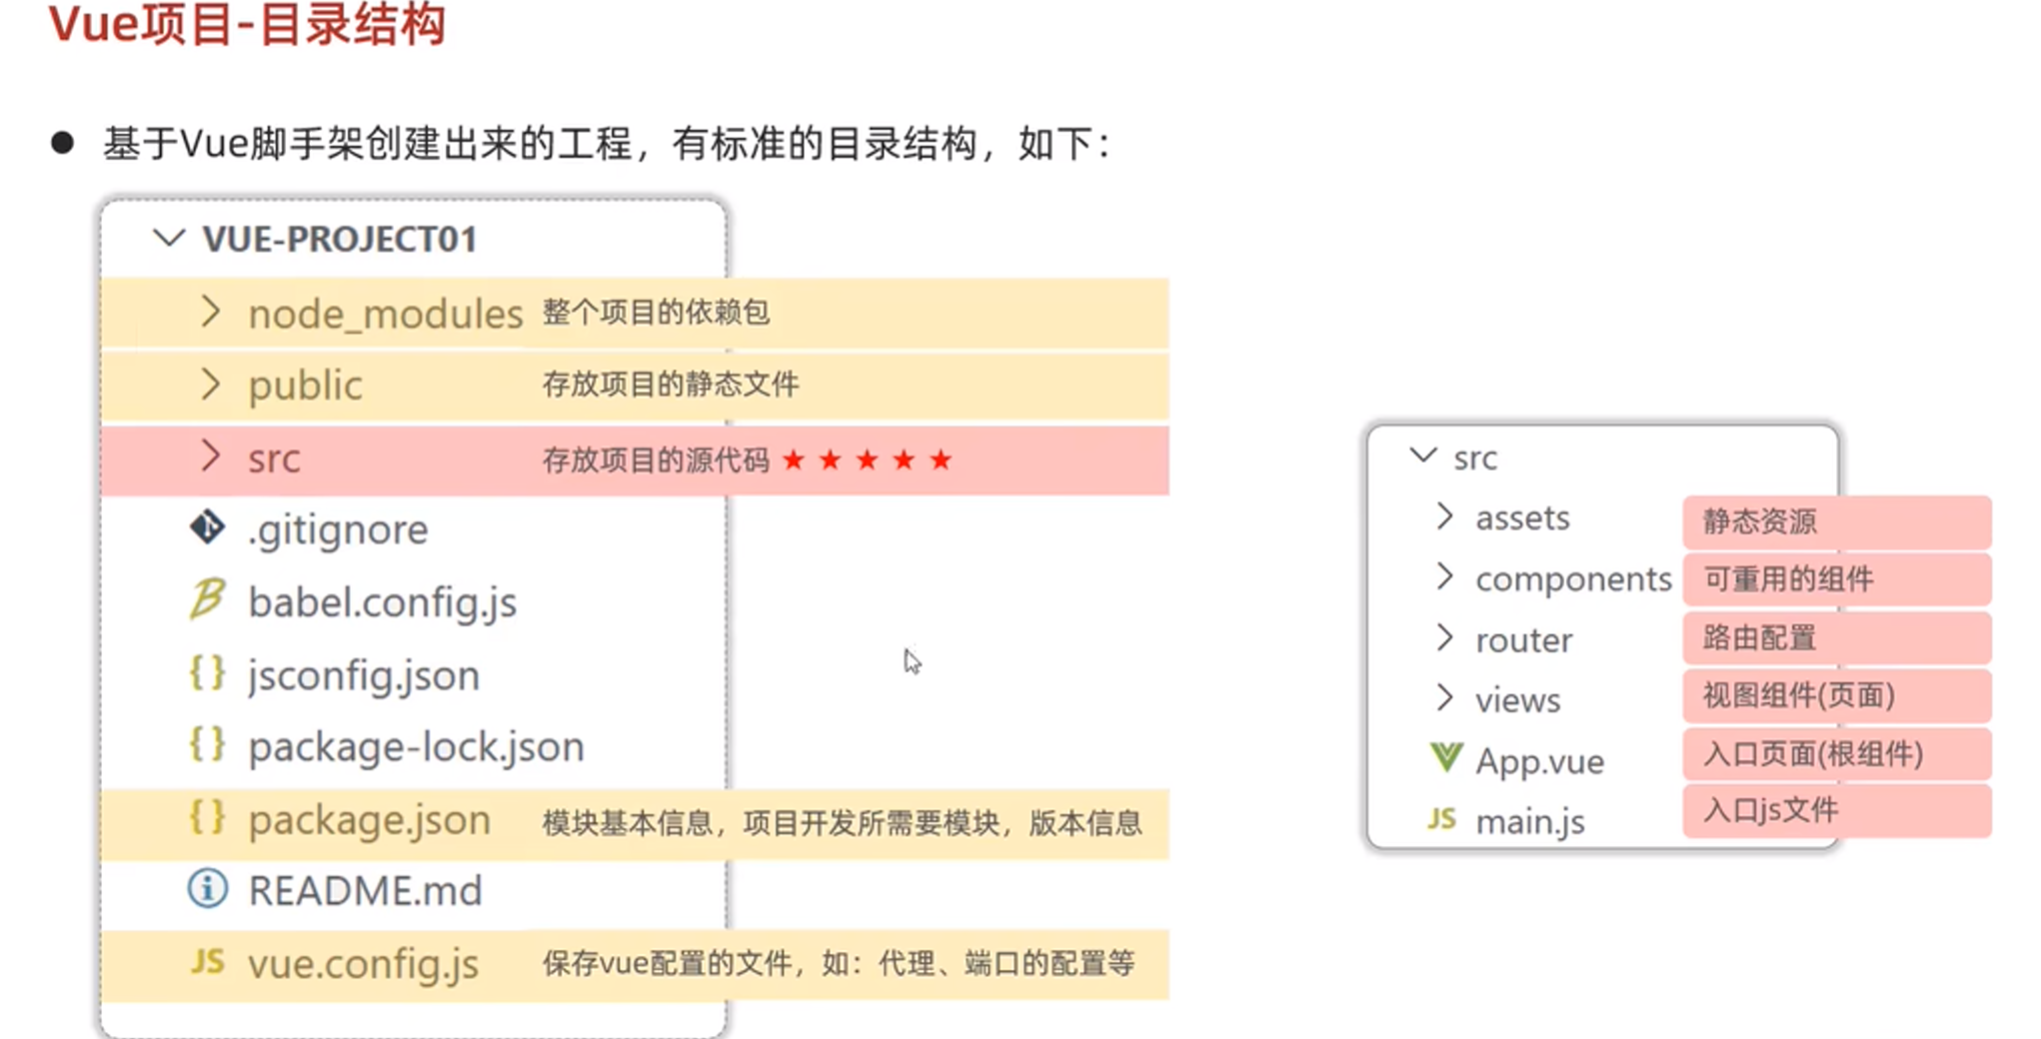 Vue项目-目录结构
基于Vue脚手架创建出来的工程，有标准的目录结构，如下：
VUE-PROJECT01
node_modules 整个项目的依赖包
public 存放项目的静态文件
src 存放项目的源代码 ★ ★ ★ ★ ★
.gitignore
babel.config.js
jsconfig.json
package-lock.json
package.json 模块基本信息，项目开发所需要模块，版本信息
README.md
JS vue.config.js 保存vue配置的文件，如：代理、端口的配置等
src
assets 静态资源
components 可重用的组件
router 路由配置
views 视图组件(页面)
App.vue 入口页面(根组件)
JS main.js 入口js文件